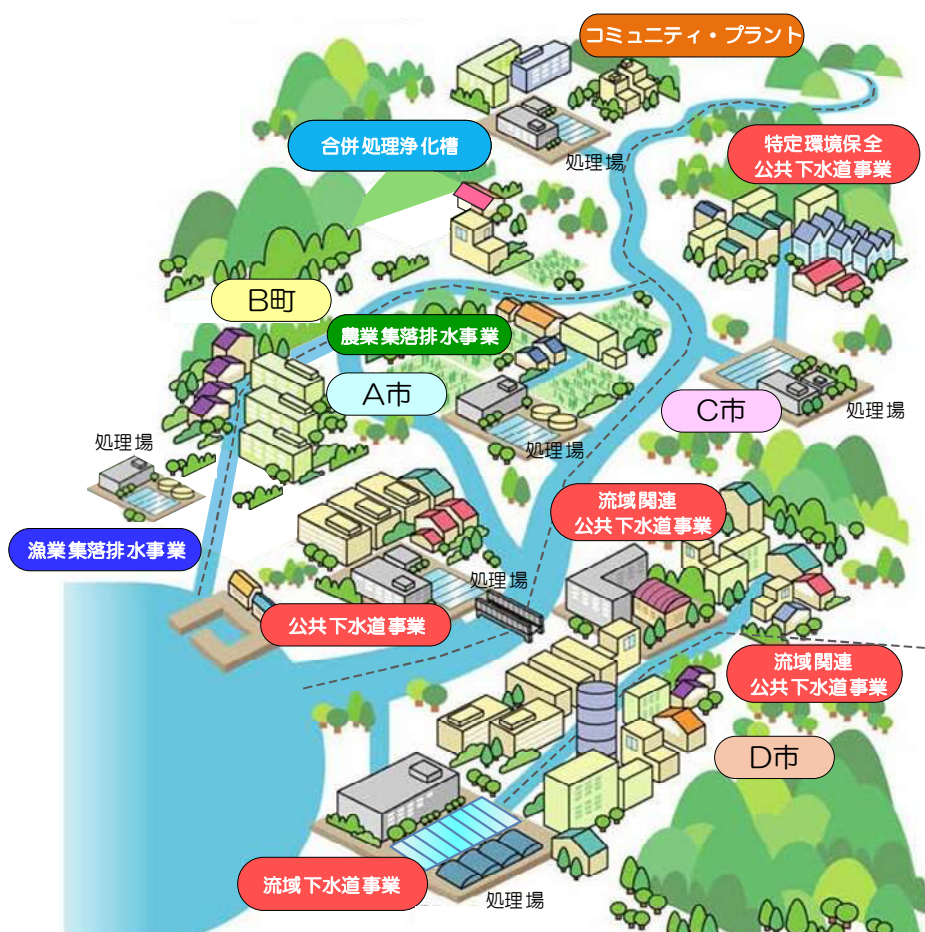 コミュニティ・プラント
合併処理浄化槽
処理場
特定環境保全
公共下水道事業
B町
農業集落排水事業
A市
C市
処理場
処理場
処理場
流域関連
公共下水道事業
漁業集落排水事業
処理場
公共下水道事業
流域関連
公共下水道事業
D市
流域下水道事業
処理場